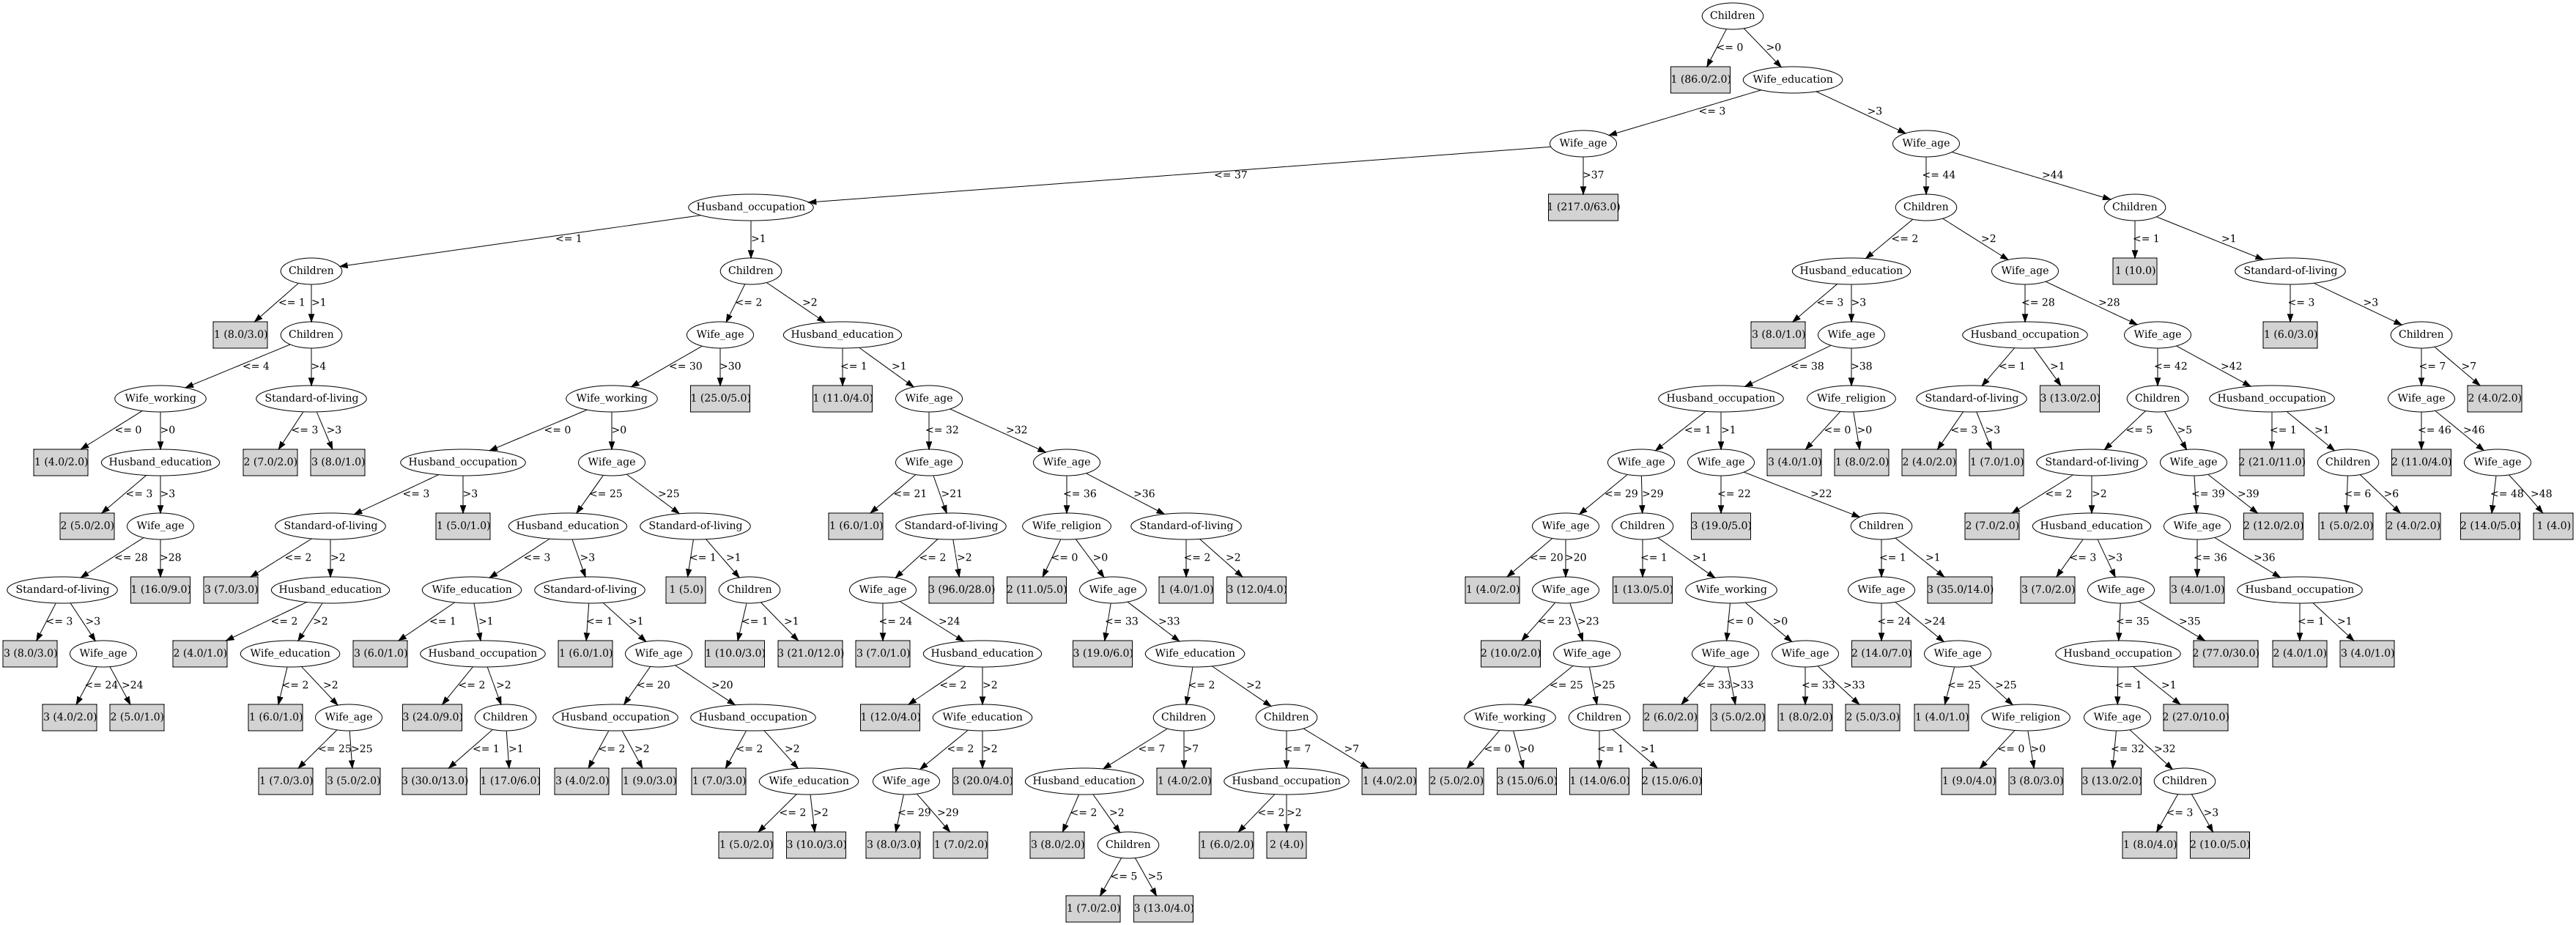 Children
<= 0 >0
1 (86.0/2.0) Wife_education
<= 3 >3
Wife_age Wife_age
<= 37 >37 <= 44 >44
Husband_occupation 1 (217.0/63.0) Children Children
<= 1 >1 <= 2 >2 <= 1 >1
Children Children Husband_education Wife_age 1 (10.0) Standard-of-living
<= 1 >1 <= 2 >2 <= 3 >3 <= 28 >28 <= 3 >3
1 (8.0/3.0) Children Wife_age Husband_education 3 (8.0/1.0) Wife_age Husband_occupation Wife_age 1 (6.0/3.0) Children
<= 4 >4 <= 30 >30 <= 1 >1 <= 38 >38 <= 1 >1 <= 42 >42 <= 7 >7
Wife_working Standard-of-living Wife_working 1 (25.0/5.0) 1 (11.0/4.0) Wife_age Husband_occupation Wife_religion Standard-of-living 3 (13.0/2.0) Children Husband_occupation Wife_age 2 (4.0/2.0)
<= 0 >0 <= 3 >3 <= 0 >0 <= 32 >32 <= 1 >1 <= 0 >0 <= 3 >3 <= 5 >5 <= 1 >1 <= 46 >46
1 (4.0/2.0) Husband_education 2 (7.0/2.0) 3 (8.0/1.0) Husband_occupation Wife_age Wife_age Wife_age Wife_age Wife_age 3 (4.0/1.0) 1 (8.0/2.0) 2 (4.0/2.0) 1 (7.0/1.0) Standard-of-living Wife_age 2 (21.0/11.0) Children 2 (11.0/4.0) Wife_age
<= 3 >3 <= 3 >3 <= 25 >25 <= 21 >21 <= 36 >36 <= 29 >29 <= 22 >22 <= 2 >2 <= 39 >39 <= 6 >6 <= 48 >48
2 (5.0/2.0) Wife_age Standard-of-living 1 (5.0/1.0) Husband_education Standard-of-living 1 (6.0/1.0) Standard-of-living Wife_religion Standard-of-living Wife_age Children 3 (19.0/5.0) Children 2 (7.0/2.0) Husband_education Wife_age 2 (12.0/2.0) 1 (5.0/2.0) 2 (4.0/2.0) 2 (14.0/5.0) 1 (4.0)
<= 28 >28 <= 2 >2 <= 3 >3 <= 1 >1 <= 2 >2 <= 0 >0 <= 2 >2 <= 20 >20 <= 1 >1 <= 1 >1 <= 3 >3 <= 36 >36
Standard-of-living 1 (16.0/9.0) 3 (7.0/3.0) Husband_education Wife_education Standard-of-living 1 (5.0) Children Wife_age 3 (96.0/28.0) 2 (11.0/5.0) Wife_age 1 (4.0/1.0) 3 (12.0/4.0) 1 (4.0/2.0) Wife_age 1 (13.0/5.0) Wife_working Wife_age 3 (35.0/14.0) 3 (7.0/2.0) Wife_age 3 (4.0/1.0) Husband_occupation
<= 3 >3 <= 2 >2 <= 1 >1 <= 1 >1 <= 1 >1 <= 24 >24 <= 33 >33 <= 23 >23 <= 0 >0 <= 24 >24 <= 35 >35 <= 1 >1
3 (8.0/1.0) Wife_age 2 (4.0/1.0) Wife_education 3 (6.0/1.0) Husband_occupation 1 (6.0/1.0) Wife_age 1 (10.0/3.0) 3 (21.0/12.0) 3 (7.0/1.0) Husband_education 3 (19.0/6.0) Wife_education 2 (10.0/2.0) Wife_age Wife_age Wife_age 2 (14.0/7.0) Wife_age Husband_occupation 2 (77.0/30.0) 2 (4.0/1.0) 3 (4.0/1.0)
<= 24 >24 <= 2 >2 <= 2 >2 <= 20 >20 <= 2 >2 <= 2 >2 <= 25 >25 <= 33 >33 <= 33 >33 <= 25 >25 <= 1 >1
3 (4.0/2.0) 2 (5.0/1.0) 1 (6.0/1.0) Wife_age 3 (24.0/9.0) Children Husband_occupation Husband_occupation 1 (12.0/4.0) Wife_education Children Children Wife_working Children 2 (6.0/2.0) 3 (5.0/2.0) 1 (8.0/2.0) 2 (5.0/3.0) 1 (4.0/1.0) Wife_religion Wife_age 2 (27.0/10.0)
<= 25 >25 <= 1 >1 <= 2 >2 <= 2 >2 <= 2 >2 <= 7 >7 <= 7 >7 <= 0 >0 <= 1 >1 <= 0 >0 <= 32 >32
1 (7.0/3.0) 3 (5.0/2.0) 3 (30.0/13.0) 1 (17.0/6.0) 3 (4.0/2.0) 1 (9.0/3.0) 1 (7.0/3.0) Wife_education Wife_age 3 (20.0/4.0) Husband_education 1 (4.0/2.0) Husband_occupation 1 (4.0/2.0) 2 (5.0/2.0) 3 (15.0/6.0) 1 (14.0/6.0) 2 (15.0/6.0) 1 (9.0/4.0) 3 (8.0/3.0) 3 (13.0/2.0) Children
<= 2 >2 <= 29 >29 <= 2 >2 <= 2 >2 <= 3 >3
1 (5.0/2.0) 3 (10.0/3.0) 3 (8.0/3.0) 1 (7.0/2.0) 3 (8.0/2.0) Children 1 (6.0/2.0) 2 (4.0) 1 (8.0/4.0) 2 (10.0/5.0)
<= 5 >5
1 (7.0/2.0) 3 (13.0/4.0)